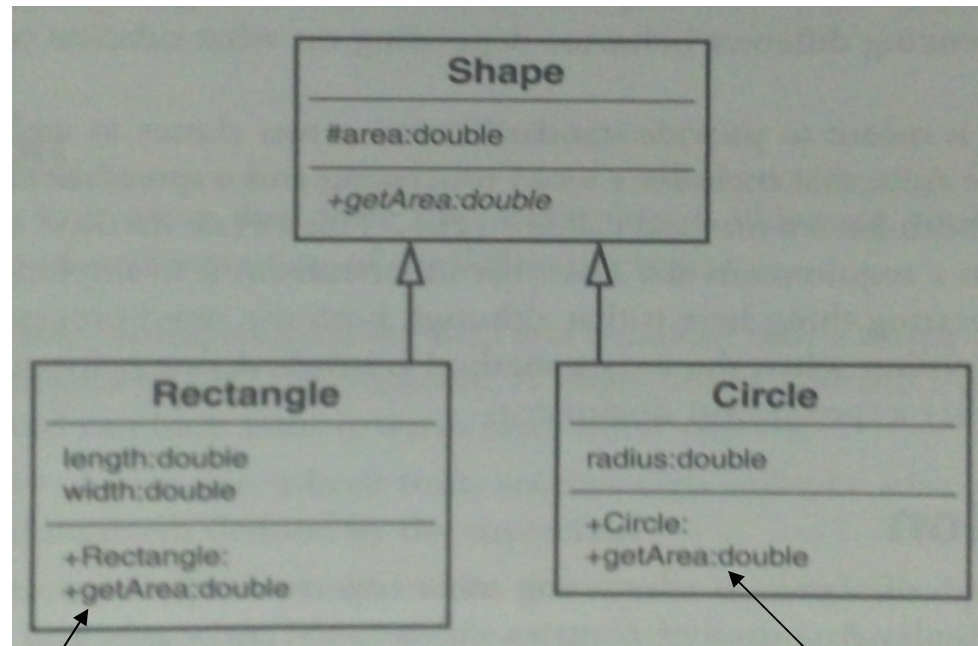 Shape
#area:double
+getArea:double
Rectangle
length:double
width:double
+Rectangle:
+getArea:double
Circle
radius:double
+Circle:
+getArea:double